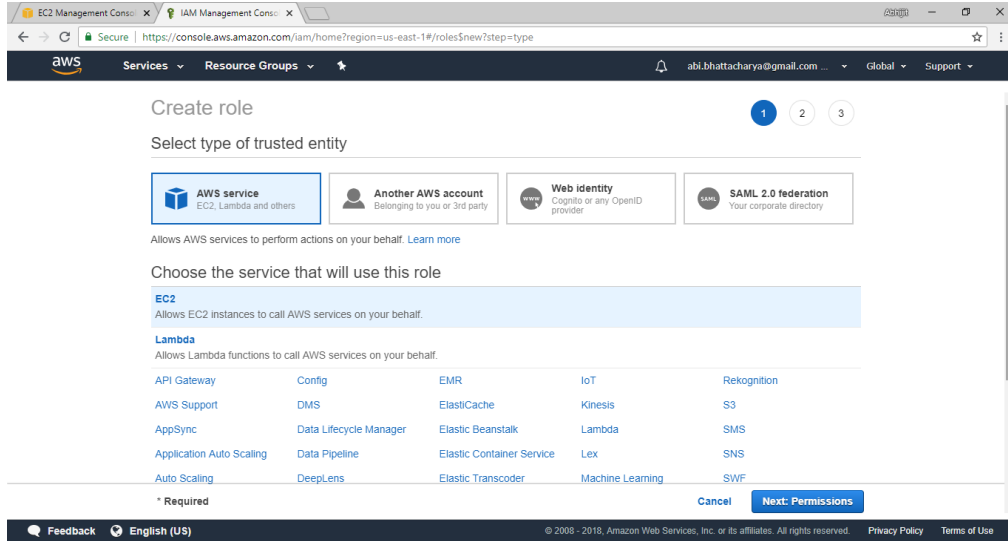 EC2 Management Consol
IAM Management Conso
Abhijit
Secure https://console.aws.amazon.com/iam/home?region=us-east-1#/roles$new?step=type
aws Services Resource Groups abi.bhattacharya@gmail.com ... Global Support
Create role 1 2 3
Select type of trusted entity
AWS service
EC2, Lambda and others
Another AWS account
Belonging to you or 3rd party
www
Web identity
Cognito or any OpenID
provider
SAML
SAML 2.0 federation
Your corporate directory
Allows AWS services to perform actions on your behalf. Learn more
Choose the service that will use this role
EC2
Allows EC2 instances to call AWS services on your behalf.
Lambda
Allows Lambda functions to call AWS services on your behalf.
API Gateway Config EMR IoT Rekognition
AWS Support DMS ElastiCache Kinesis S3
AppSync Data Lifecycle Manager Elastic Beanstalk Lambda SMS
Application Auto Scaling Data Pipeline Elastic Container Service Lex SNS
Auto Scaling DeepLens Elastic Transcoder Machine Learning SWF
* Required Cancel Next: Permissions
Feedback English (US) © 2008 - 2018, Amazon Web Services, Inc. or its affiliates. All rights reserved. Privacy Policy Terms of Use